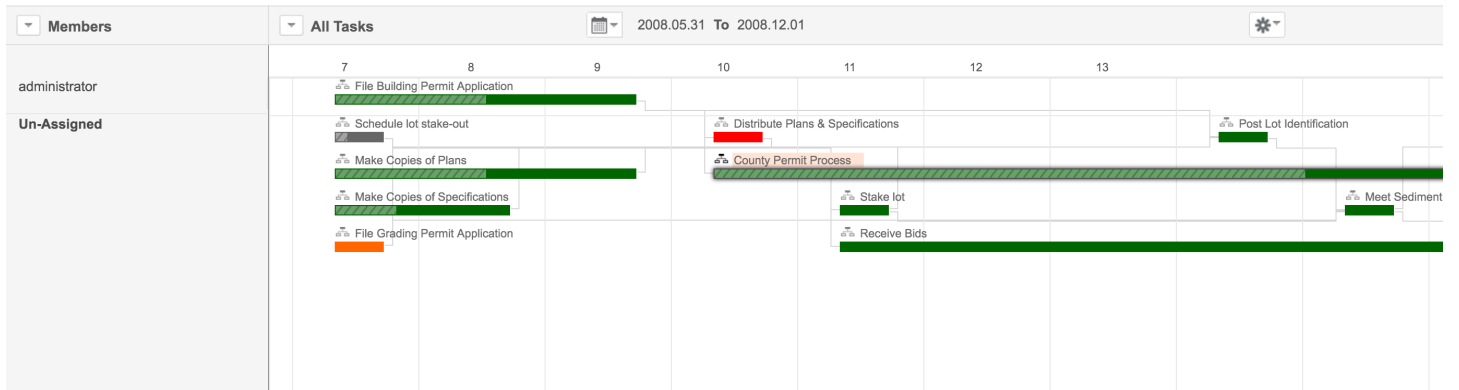 Members All Tasks 2008.05.31 To 2008.12.01
7 8 9 10 11 12 13
administrator File Building Permit Application
Un-Assigned Schedule lot stake-out Distribute Plans & Specifications Post Lot Identification
Make Copies of Plans County Permit Process
Make Copies of Specifications Stake lot Meet Sediment
File Grading Permit Application Receive Bids